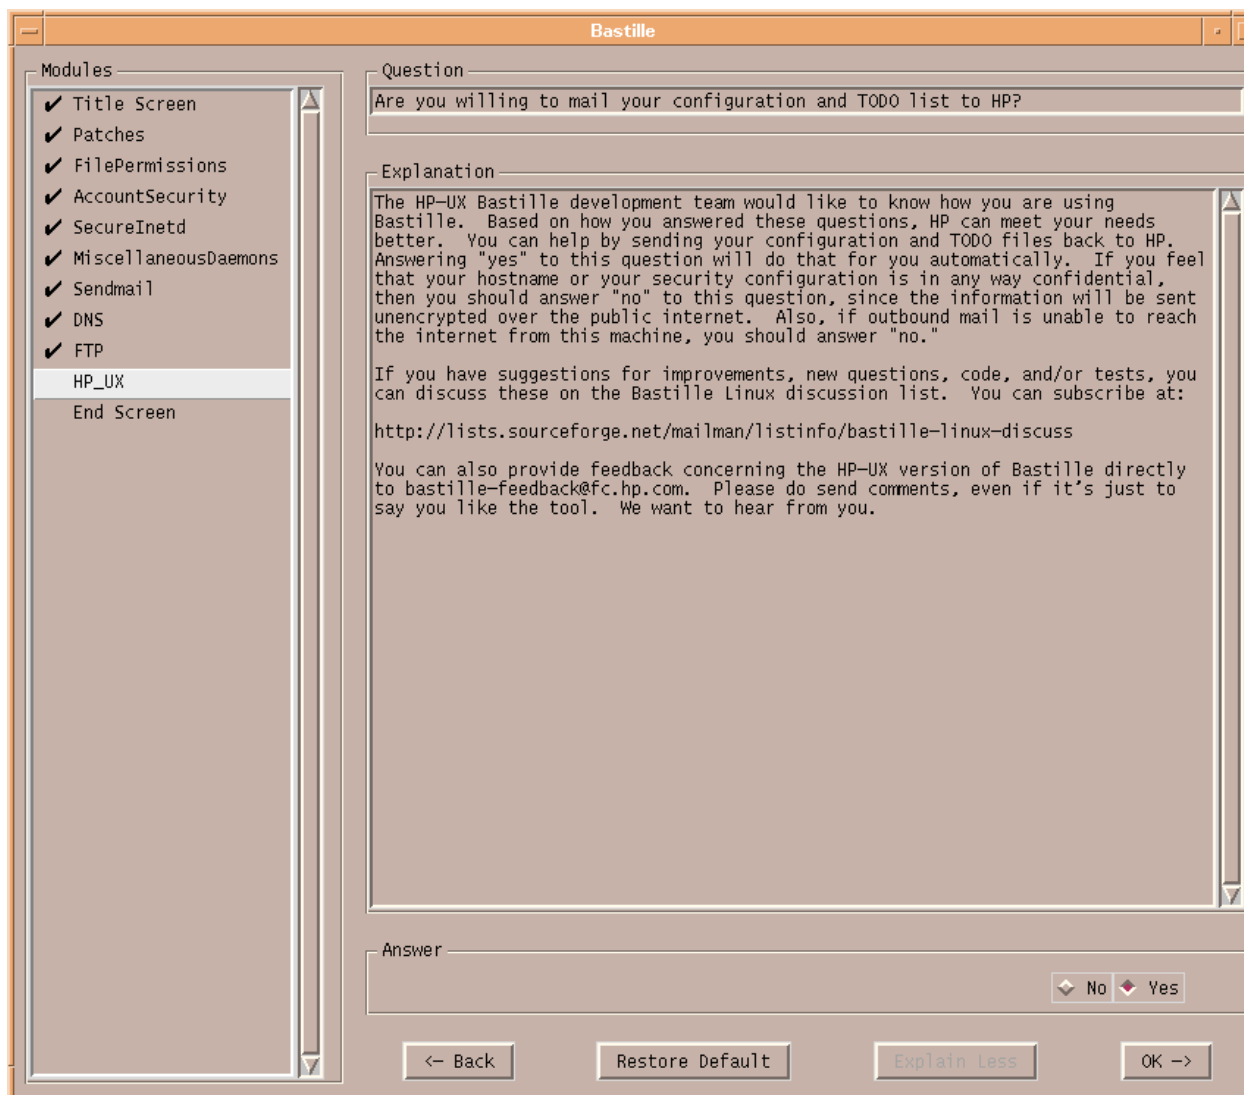 Bastille
Modules
Title Screen
Patches
FilePermissions
AccountSecurity
SecureInetd
MiscellaneousDaemons
Sendmail
DNS
FTP
HP_UX
End Screen
Question
Are you willing to mail your configuration and TODO list to HP?
Explanation
The HP-UX Bastille development team would like to know how you are using
Bastille.  Based on how you answered these questions, HP can meet your needs
better.  You can help by sending your configuration and TODO files back to HP.
Answering "yes" to this question will do that for you automatically.  If you feel
that your hostname or your security configuration is in any way confidential,
then you should answer "no" to this question, since the information will be sent
unencrypted over the public internet.  Also, if outbound mail is unable to reach
the internet from this machine, you should answer "no."
If you have suggestions for improvements, new questions, code, and/or tests, you
can discuss these on the Bastille Linux discussion list.  You can subscribe at:
http://lists.sourceforge.net/mailman/listinfo/bastille-linux-discuss
You can also provide feedback concerning the HP-UX version of Bastille directly
to bastille-feedback@fc.hp.com.  Please do send comments, even if it's just to
say you like the tool.  We want to hear from you.
Answer
No Yes
<- Back Restore Default Explain Less OK ->